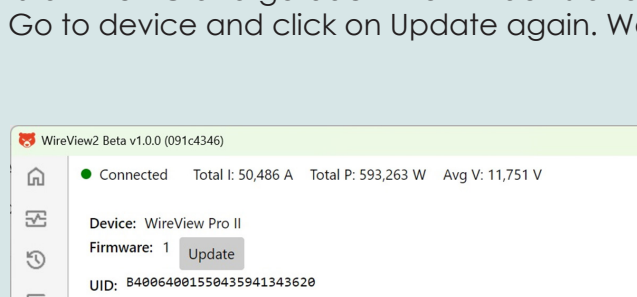 Go to device and click on Update again.
WireView2 Beta v1.0.0 (091c4346)
Connected Total I: 50,486 A Total P: 593,263 W Avg V: 11,751 V
Device: WireView Pro II
Firmware: 1 Update
UID: B40064001550435941343620